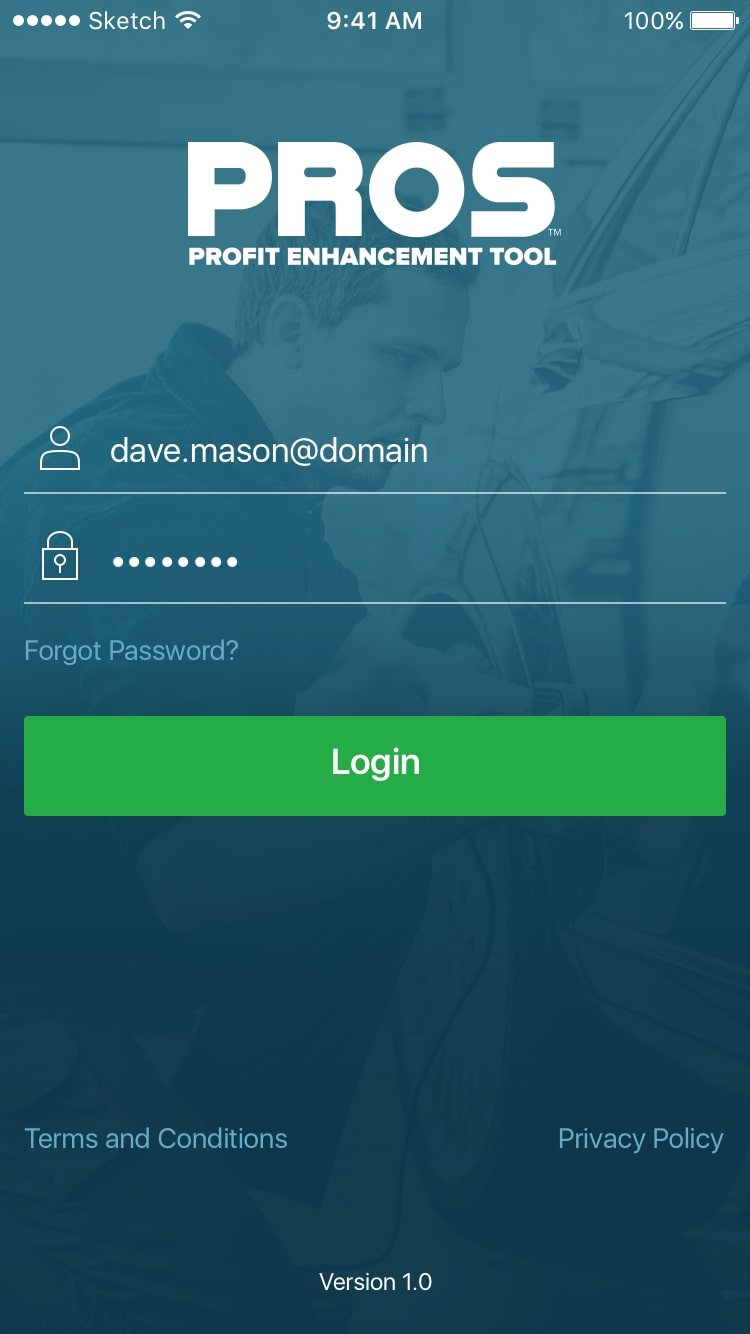 Sketch 9:41 AM 100%
PROS™
PROFIT ENHANCEMENT TOOL
dave.mason@domain
••••••••
Forgot Password?
Login
Terms and Conditions Privacy Policy
Version 1.0